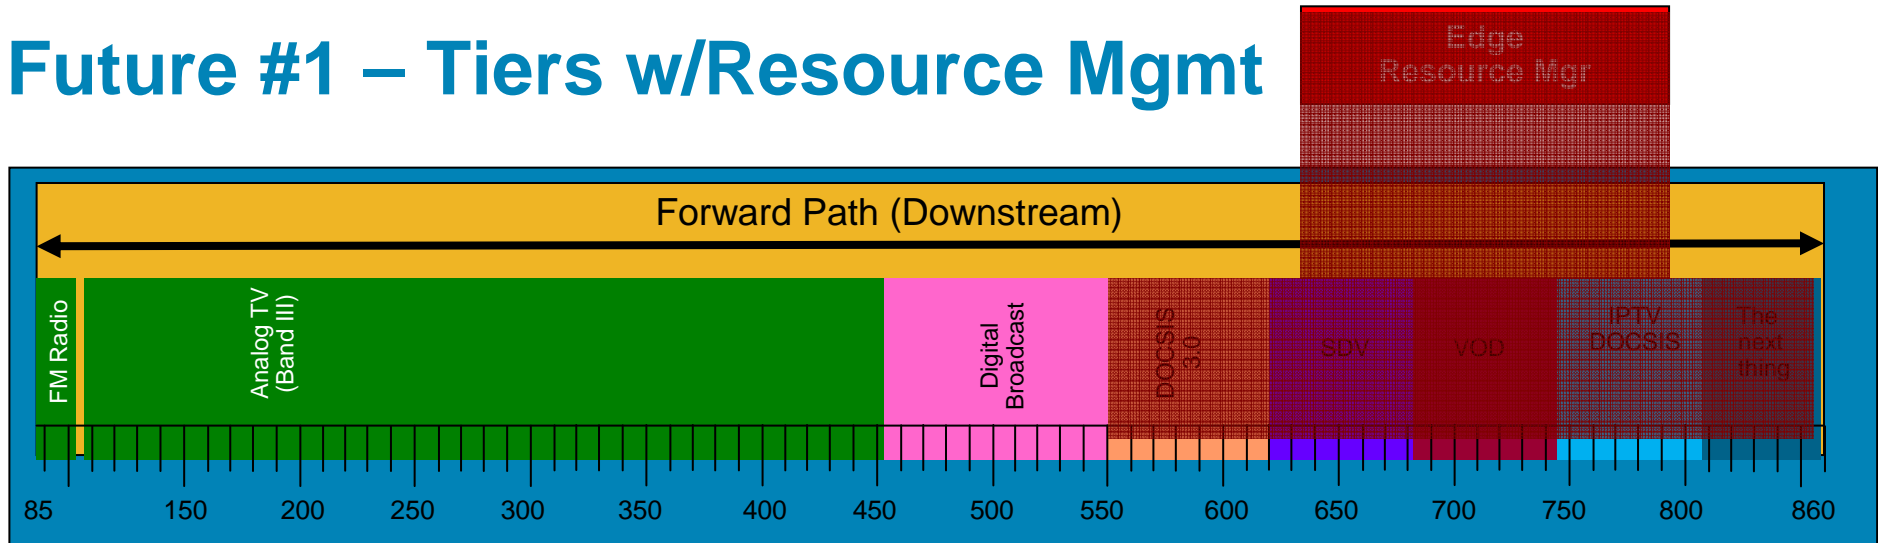 Future #1 – Tiers w/Resource Mgmt
Edge
Resource Mgr
Forward Path (Downstream)
FM Radio
Analog TV
(Band III)
Digital
Broadcast
DOCSIS
3.0
SDV
VOD
IPTV
DOCSIS
The
next
thing
85 150 200 250 300 350 400 450 500 550 600 650 700 750 800 860